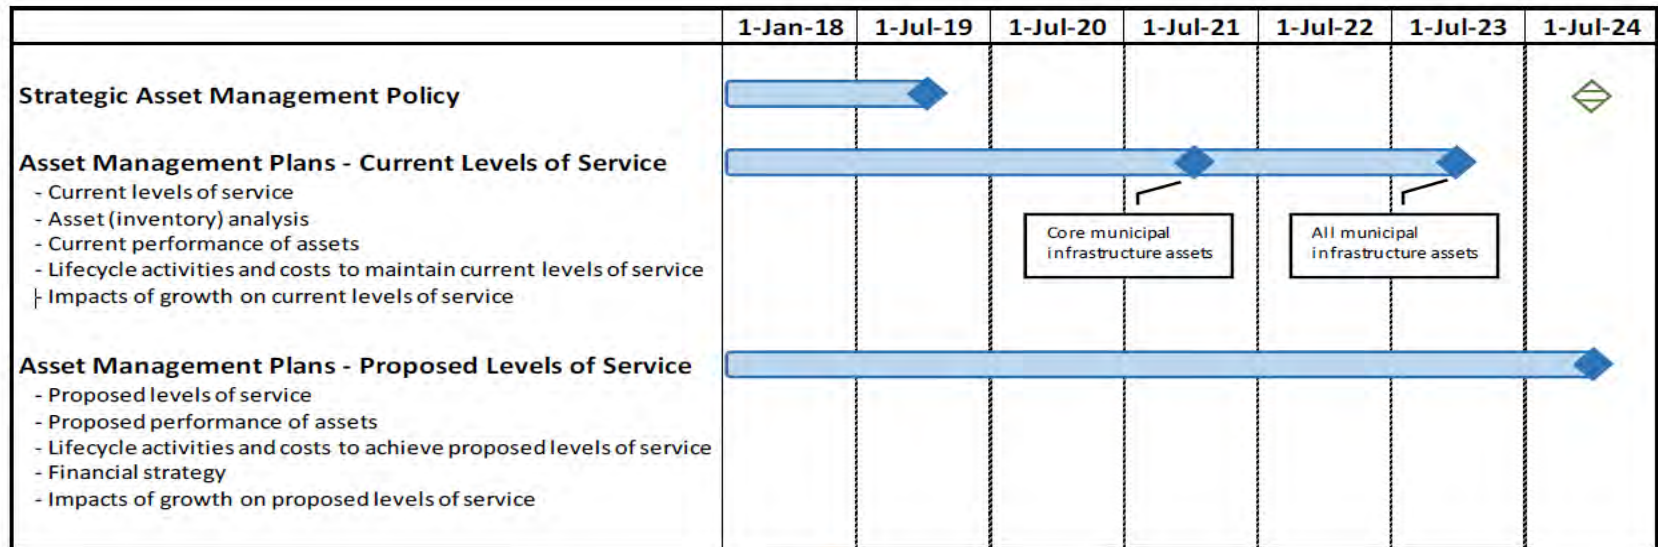 1-Jan-18 1-Jul-19 1-Jul-20 1-Jul-21 1-Jul-22 1-Jul-23 1-Jul-24
Strategic Asset Management Policy
Asset Management Plans - Current Levels of Service
- Current levels of service
- Asset (inventory) analysis
- Current performance of assets
- Lifecycle activities and costs to maintain current levels of service
- Impacts of growth on current levels of service
Core municipal
infrastructure assets
All municipal
infrastructure assets
Asset Management Plans - Proposed Levels of Service
- Proposed levels of service
- Proposed performance of assets
- Lifecycle activities and costs to achieve proposed levels of service
- Financial strategy
- Impacts of growth on proposed levels of service